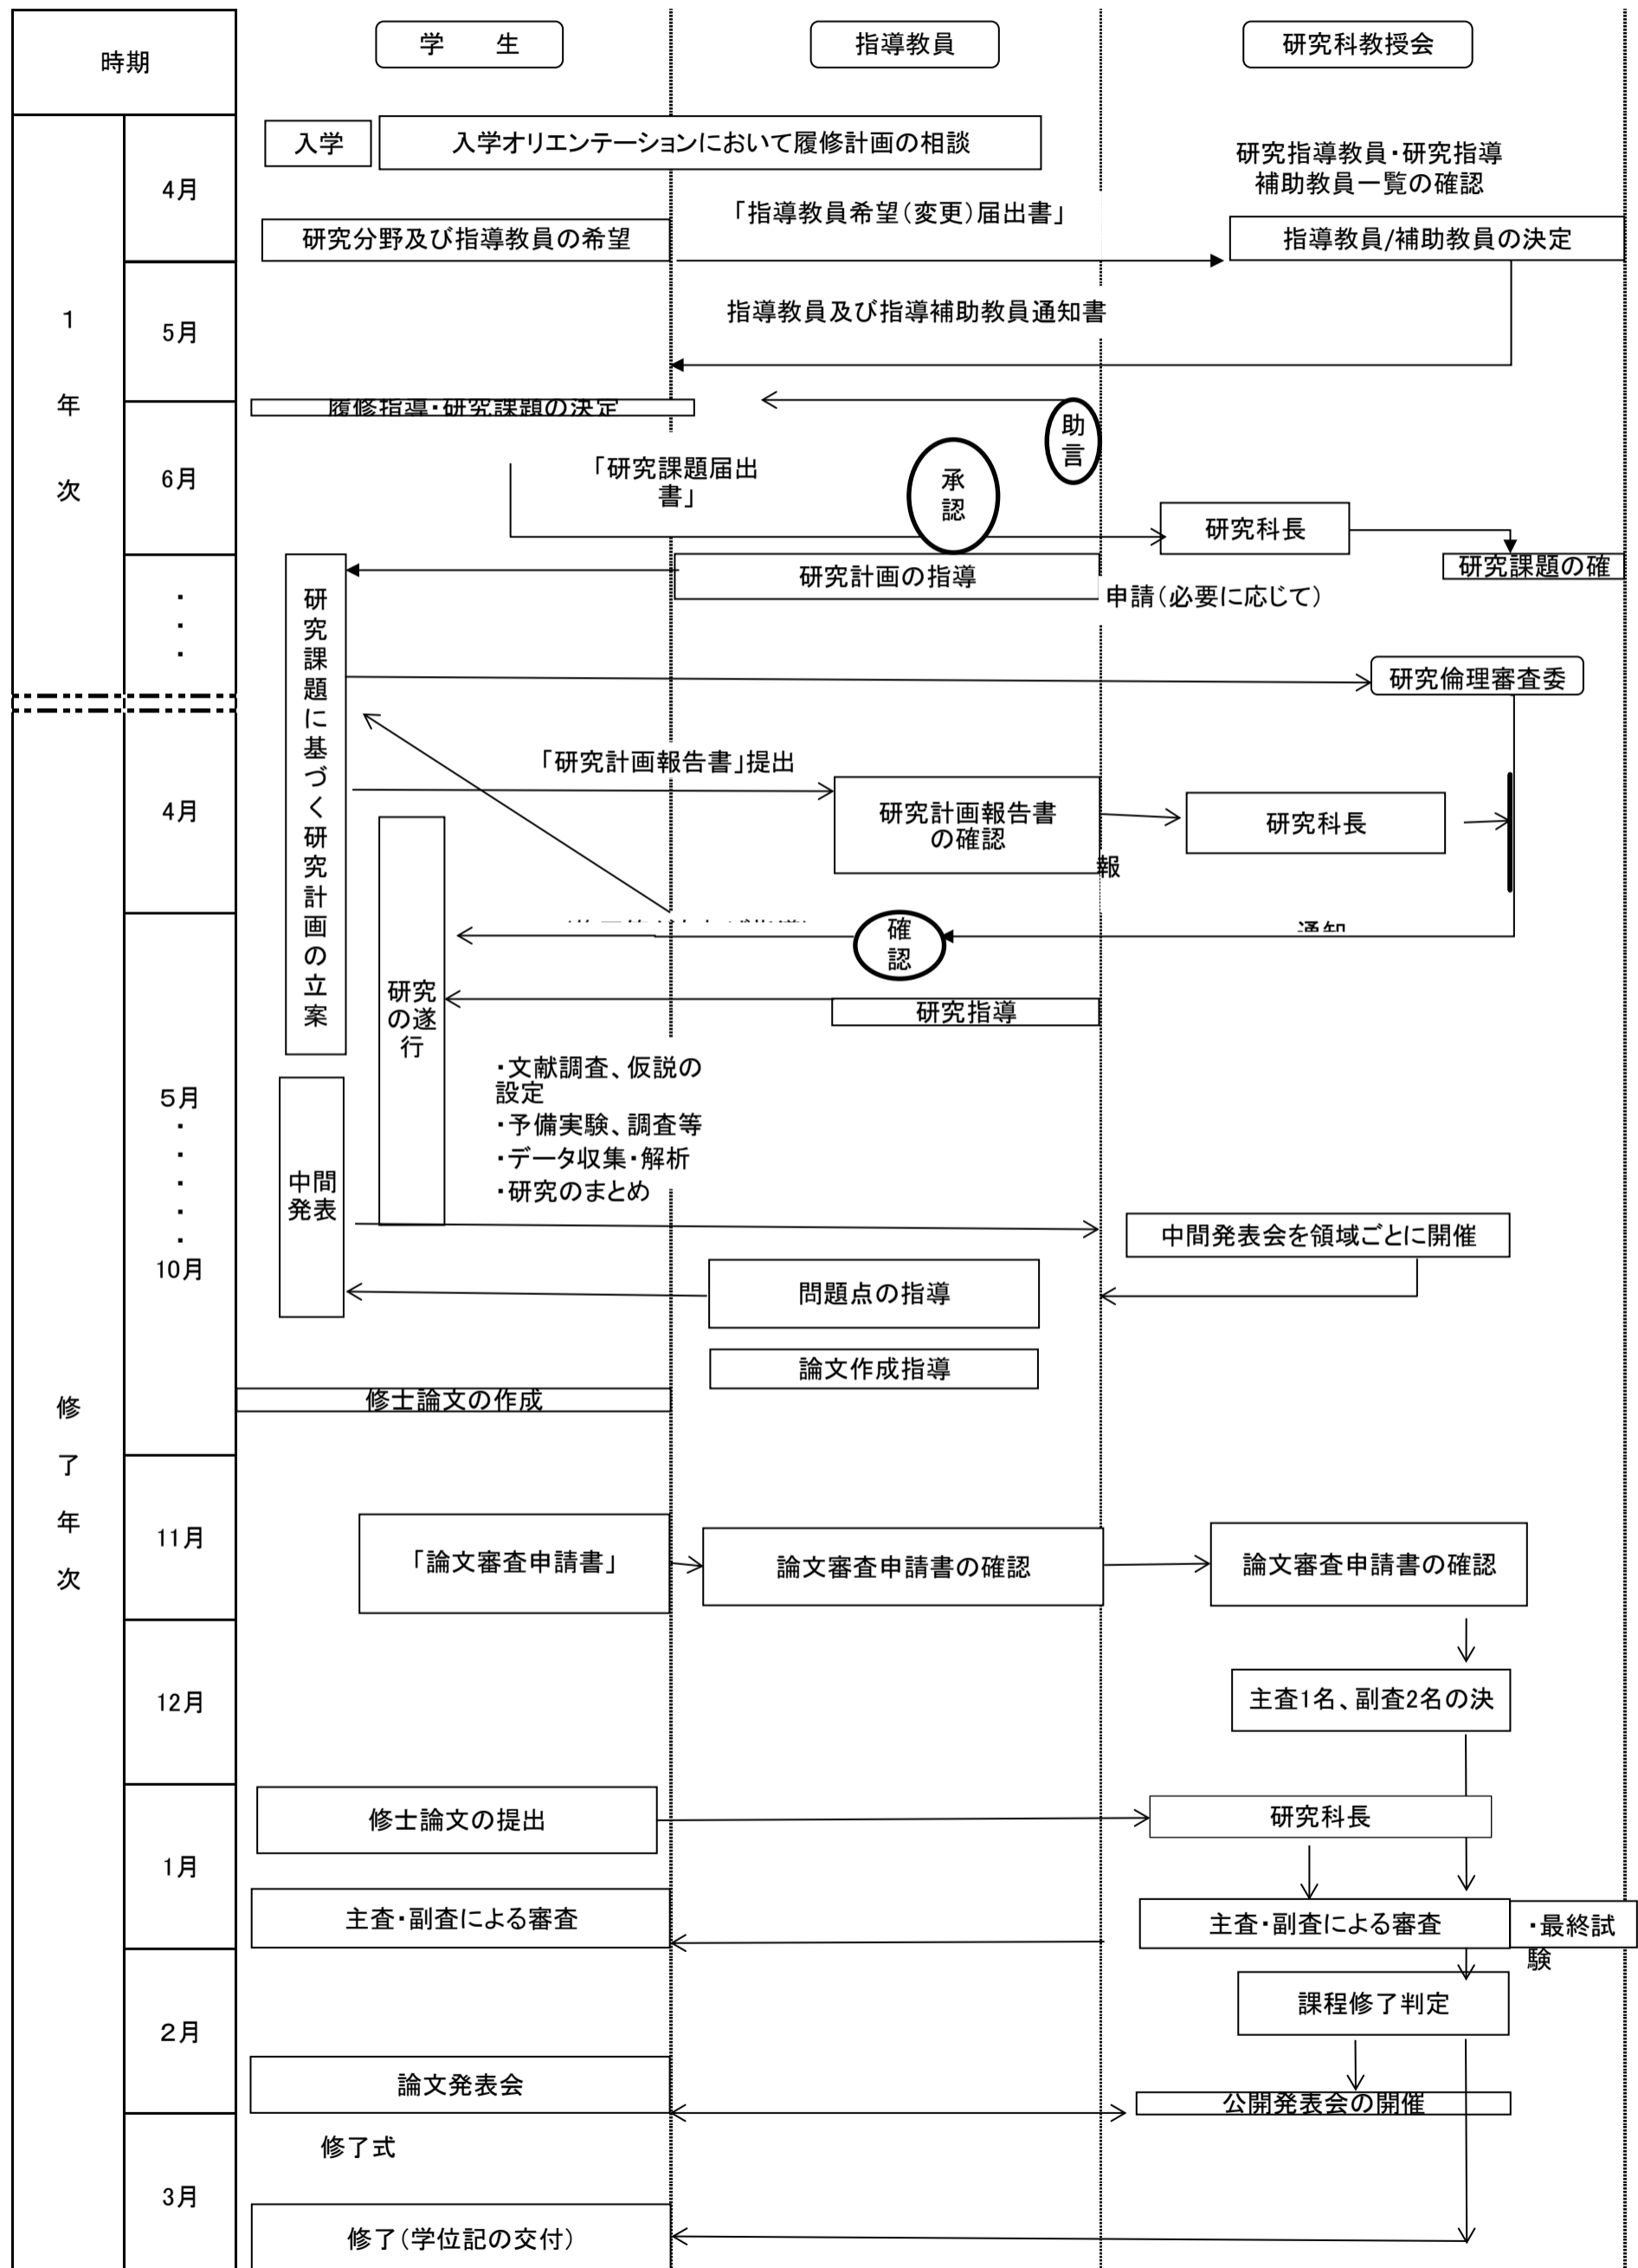 時期
学　　生
指導教員
研究科教授会
1
年
次
4月
入学
入学オリエンテーションにおいて履修計画の相談
研究指導教員・研究指導
補助教員一覧の確認
「指導教員希望（変更）届出書」
研究分野及び指導教員の希望
指導教員/補助教員の決定
5月
指導教員及び指導補助教員通知書
6月
履修指導・研究課題の決定
助
言
「研究課題届出
書」
承
認
研究科長
研究課題の確
・
・
・
研究計画の指導
申請（必要に応じて）
研究課題に基づく研究計画の立案
研究倫理審査委
修
了
年
次
4月
「研究計画報告書」提出
研究計画報告書
の確認
研究科長
報
5月
・
・
・
・
・
10月
確
認
通知
研究
の遂
行
研究指導
・文献調査、仮説の
設定
・予備実験、調査等
・データ収集・解析
・研究のまとめ
中間
発表
中間発表会を領域ごとに開催
問題点の指導
論文作成指導
修士論文の作成
11月
「論文審査申請書」
論文審査申請書の確認
論文審査申請書の確認
12月
主査1名、副査2名の決
1月
修士論文の提出
研究科長
主査・副査による審査
主査・副査による審査
・最終試
験
2月
課程修了判定
論文発表会
公開発表会の開催
3月
修了式
修了（学位記の交付）